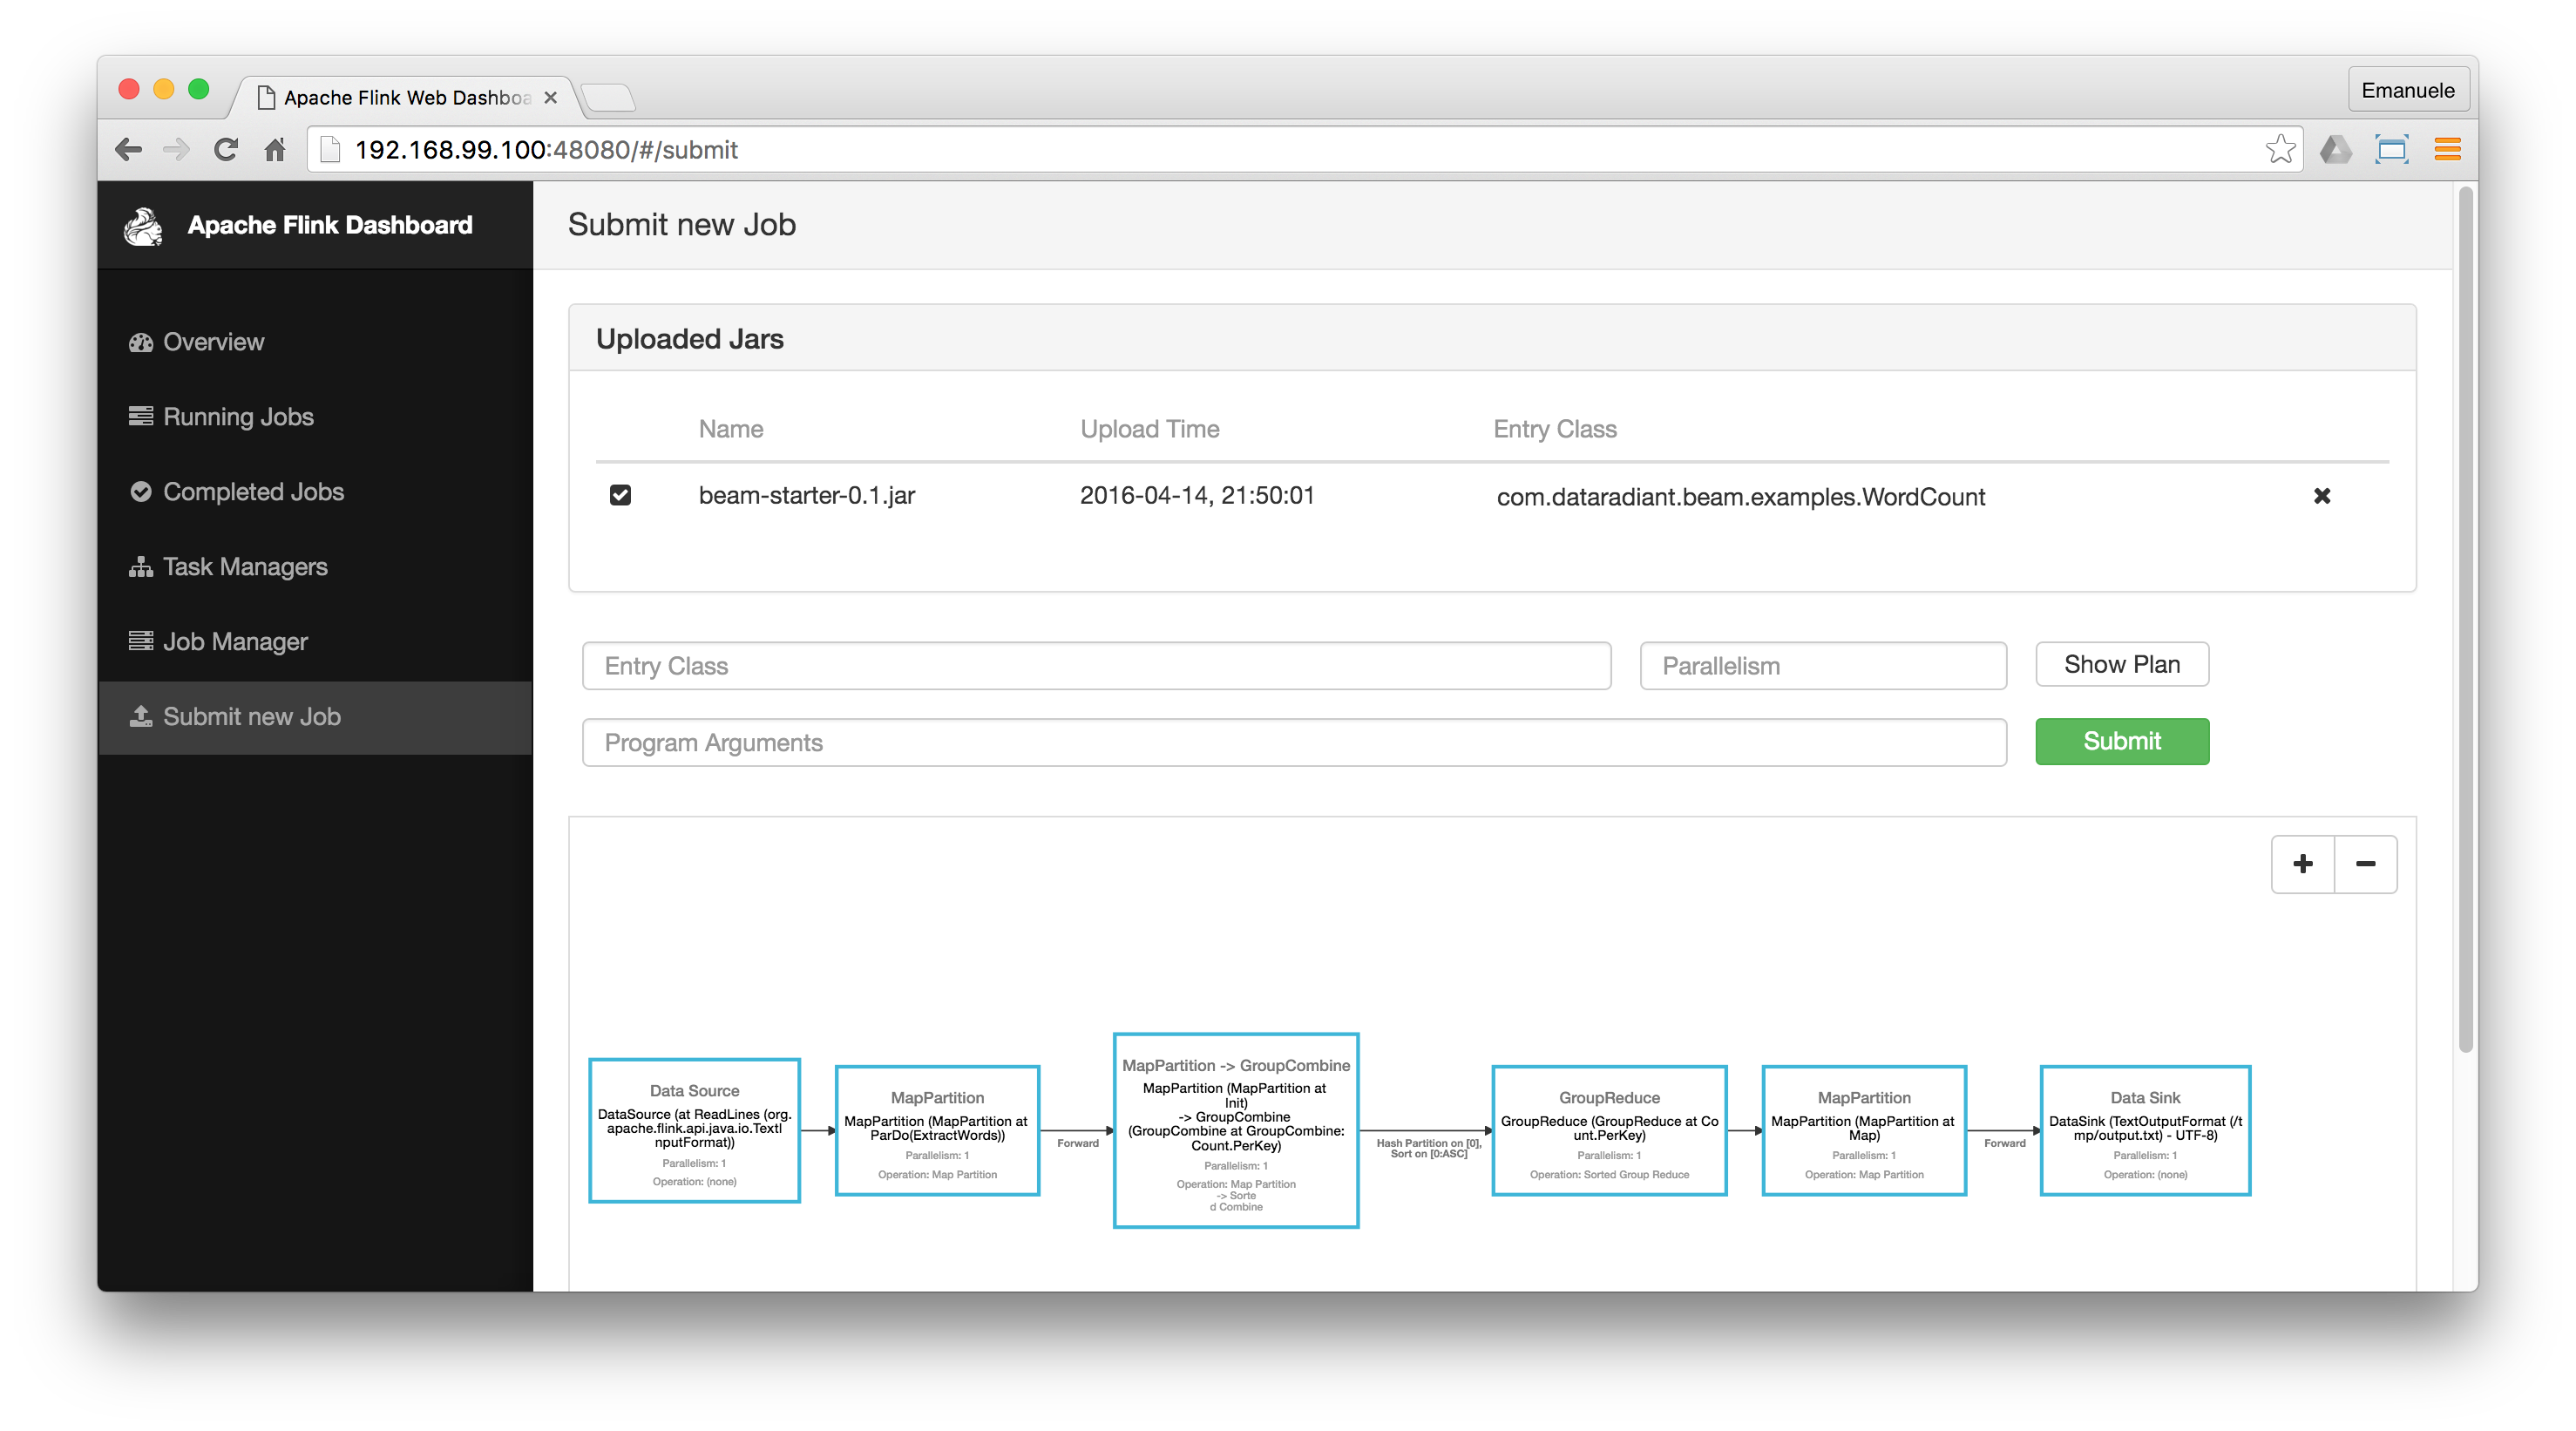 Apache Flink Web Dashboa
Emanuele
192.168.99.100:48080/#/submit
Apache Flink Dashboard
Submit new Job
Overview
Running Jobs
Completed Jobs
Task Managers
Job Manager
Submit new Job
Uploaded Jars
Name Upload Time Entry Class
beam-starter-0.1.jar 2016-04-14, 21:50:01 com.dataradiant.beam.examples.WordCount
Entry Class Parallelism Show Plan
Program Arguments Submit
Data Source
DataSource (at ReadLines (org.
apache.flink.api.java.io.TextI
nputFormat))
Parallelism: 1
Operation: (none)
MapPartition
MapPartition (MapPartition at
ParDo(ExtractWords))
Parallelism: 1
Operation: Map Partition
Forward
MapPartition -> GroupCombine
MapPartition (MapPartition at
Init)
-> GroupCombine
(GroupCombine at GroupCombine:
Count.PerKey)
Parallelism: 1
Operation: Map Partition
-> Sorte
d Combine
Hash Partition on [0],
Sort on [0:ASC]
GroupReduce
GroupReduce (GroupReduce at Co
unt.PerKey)
Parallelism: 1
Operation: Sorted Group Reduce
MapPartition
MapPartition (MapPartition at
Map)
Parallelism: 1
Operation: Map Partition
Forward
Data Sink
DataSink (TextOutputFormat (/t
mp/output.txt) - UTF-8)
Parallelism: 1
Operation: (none)